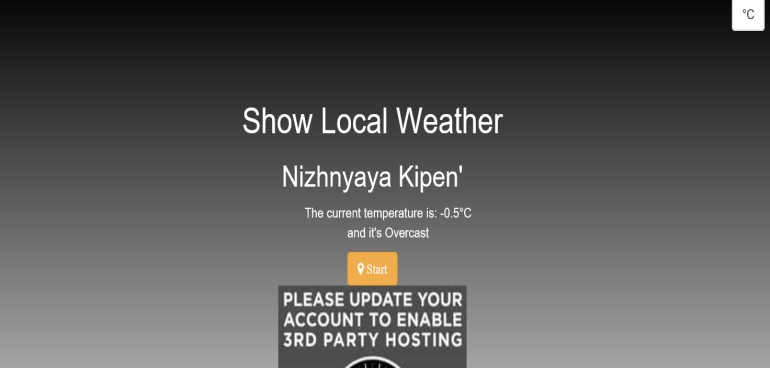 °C
Show Local Weather
Nizhnyaya Kipen'
The current temperature is: -0.5°C
and it's Overcast
Start
PLEASE UPDATE YOUR
ACCOUNT TO ENABLE
3RD PARTY HOSTING